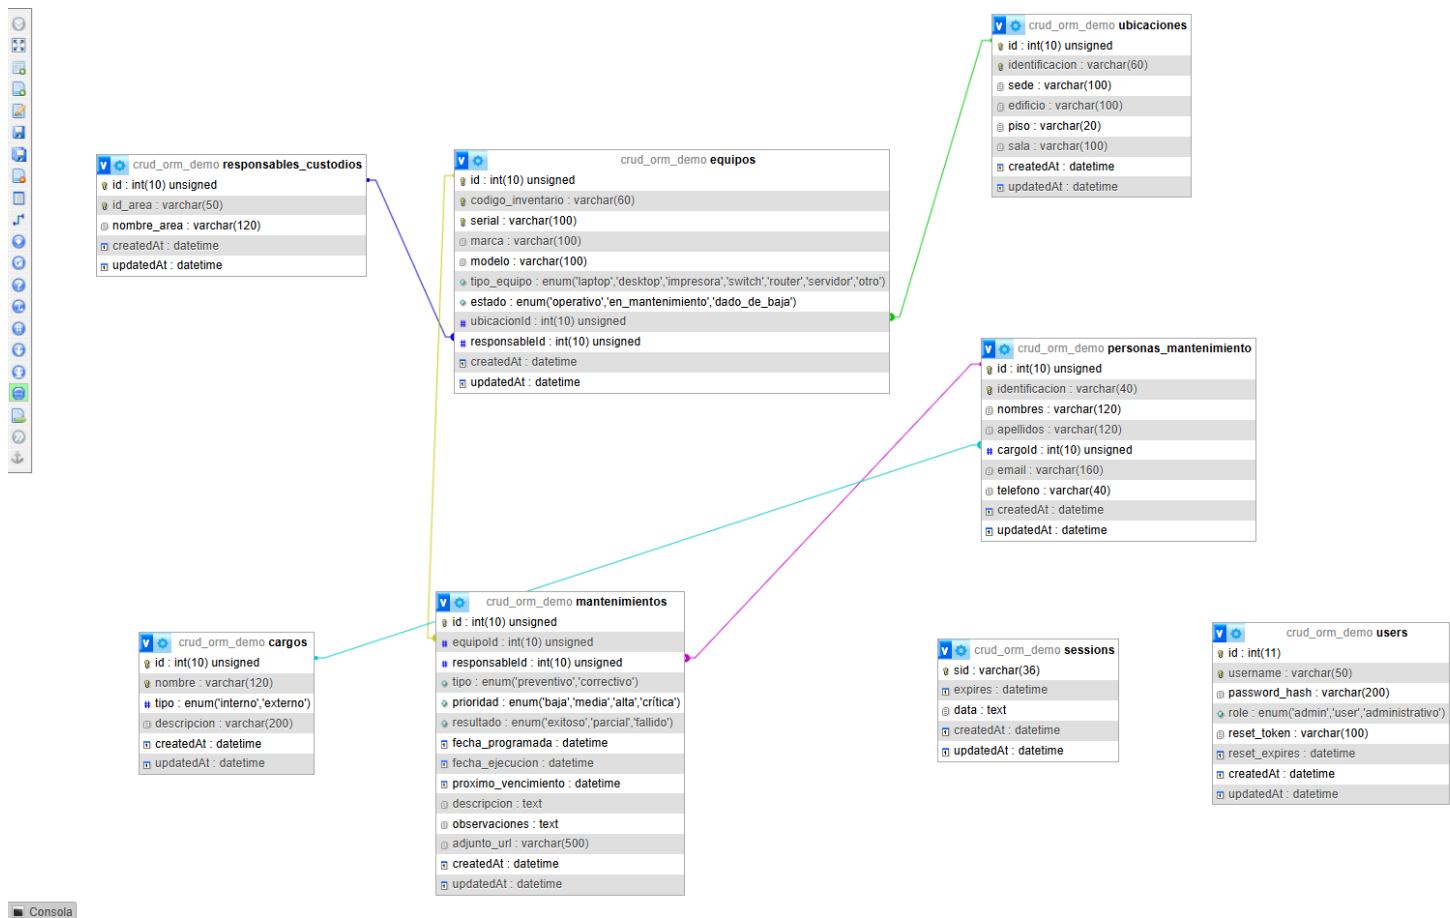 crud_orm_demo ubicaciones
id : int(10) unsigned
identificacion : varchar(60)
sede : varchar(100)
edificio : varchar(100)
piso : varchar(20)
sala : varchar(100)
createdAt : datetime
updatedAt : datetime
crud_orm_demo responsables_custodios
id : int(10) unsigned
id_area : varchar(50)
nombre_area : varchar(120)
createdAt : datetime
updatedAt : datetime
crud_orm_demo equipos
id : int(10) unsigned
codigo_inventario : varchar(60)
serial : varchar(100)
marca : varchar(100)
modelo : varchar(100)
tipo_equipo : enum('laptop','desktop','impresora','switch','router','servidor','otro')
estado : enum('operativo','en_mantenimiento','dado_de_baja')
ubicacionId : int(10) unsigned
responsableId : int(10) unsigned
createdAt : datetime
updatedAt : datetime
crud_orm_demo personas_mantenimiento
id : int(10) unsigned
identificacion : varchar(40)
nombres : varchar(120)
apellidos : varchar(120)
cargoId : int(10) unsigned
email : varchar(160)
telefono : varchar(40)
createdAt : datetime
updatedAt : datetime
crud_orm_demo mantenimientos
id : int(10) unsigned
equipoId : int(10) unsigned
responsableId : int(10) unsigned
tipo : enum('preventivo','correctivo')
prioridad : enum('baja','media','alta','crítica')
resultado : enum('exitoso','parcial','fallido')
fecha_programada : datetime
fecha_ejecucion : datetime
proximo_vencimiento : datetime
descripcion : text
observaciones : text
adjunto_url : varchar(500)
createdAt : datetime
updatedAt : datetime
crud_orm_demo cargos
id : int(10) unsigned
nombre : varchar(120)
tipo : enum('interno','externo')
descripcion : varchar(200)
createdAt : datetime
updatedAt : datetime
crud_orm_demo sessions
sid : varchar(36)
expires : datetime
data : text
createdAt : datetime
updatedAt : datetime
crud_orm_demo users
id : int(11)
username : varchar(50)
password_hash : varchar(200)
role : enum('admin','user','administrativo')
reset_token : varchar(100)
reset_expires : datetime
createdAt : datetime
updatedAt : datetime
Consola